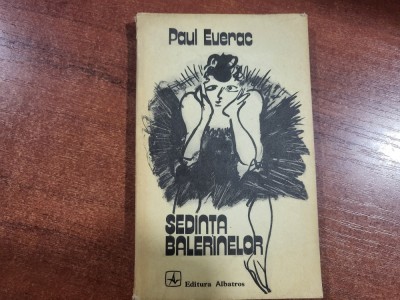 Paul Everac
SEDINTA
BALERINELOR
Editura Albatros